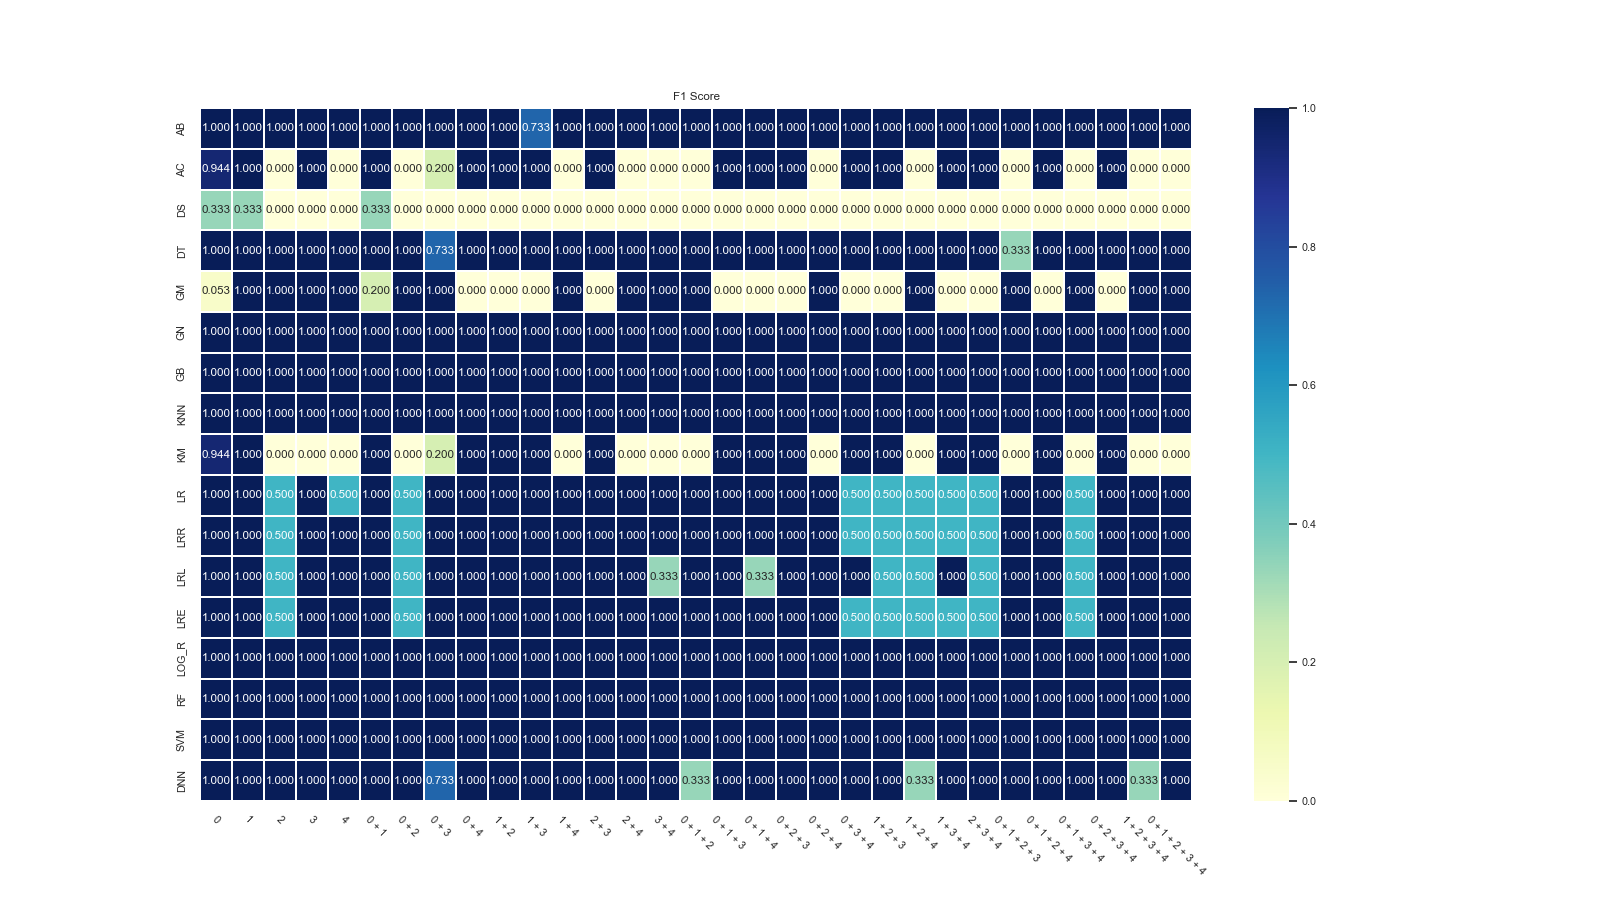 F1 Score
AB 1.000 1.000 1.000 1.000 1.000 1.000 1.000 1.000 1.000 1.000 0.733 1.000 1.000 1.000 1.000 1.000 1.000 1.000 1.000 1.000 1.000 1.000 1.000 1.000 1.000 1.000 1.000 1.000 1.000 1.000 1.000
AC 0.944 1.000 0.000 1.000 0.000 1.000 0.000 0.200 1.000 1.000 1.000 0.000 1.000 0.000 0.000 0.000 1.000 1.000 1.000 0.000 1.000 1.000 0.000 1.000 1.000 0.000 1.000 0.000 1.000 0.000 0.000
DS 0.333 0.333 0.000 0.000 0.000 0.333 0.000 0.000 0.000 0.000 0.000 0.000 0.000 0.000 0.000 0.000 0.000 0.000 0.000 0.000 0.000 0.000 0.000 0.000 0.000 0.000 0.000 0.000 0.000 0.000 0.000
DT 1.000 1.000 1.000 1.000 1.000 1.000 1.000 0.733 1.000 1.000 1.000 1.000 1.000 1.000 1.000 1.000 1.000 1.000 1.000 1.000 1.000 1.000 1.000 1.000 1.000 0.333 1.000 1.000 1.000 1.000 1.000
GM 0.053 1.000 1.000 1.000 1.000 0.200 1.000 1.000 0.000 0.000 0.000 1.000 0.000 1.000 1.000 1.000 0.000 0.000 0.000 1.000 0.000 0.000 1.000 0.000 0.000 1.000 0.000 1.000 0.000 1.000 1.000
GN 1.000 1.000 1.000 1.000 1.000 1.000 1.000 1.000 1.000 1.000 1.000 1.000 1.000 1.000 1.000 1.000 1.000 1.000 1.000 1.000 1.000 1.000 1.000 1.000 1.000 1.000 1.000 1.000 1.000 1.000 1.000
GB 1.000 1.000 1.000 1.000 1.000 1.000 1.000 1.000 1.000 1.000 1.000 1.000 1.000 1.000 1.000 1.000 1.000 1.000 1.000 1.000 1.000 1.000 1.000 1.000 1.000 1.000 1.000 1.000 1.000 1.000 1.000
KNN 1.000 1.000 1.000 1.000 1.000 1.000 1.000 1.000 1.000 1.000 1.000 1.000 1.000 1.000 1.000 1.000 1.000 1.000 1.000 1.000 1.000 1.000 1.000 1.000 1.000 1.000 1.000 1.000 1.000 1.000 1.000
KM 0.944 1.000 0.000 0.000 0.000 1.000 0.000 0.200 1.000 1.000 1.000 0.000 1.000 0.000 0.000 0.000 1.000 1.000 1.000 0.000 1.000 1.000 0.000 1.000 1.000 0.000 1.000 0.000 1.000 0.000 0.000
LR 1.000 1.000 0.500 1.000 0.500 1.000 0.500 1.000 1.000 1.000 1.000 1.000 1.000 1.000 1.000 1.000 1.000 1.000 1.000 1.000 0.500 0.500 0.500 0.500 0.500 1.000 1.000 0.500 1.000 1.000 1.000
LRR 1.000 1.000 0.500 1.000 1.000 1.000 0.500 1.000 1.000 1.000 1.000 1.000 1.000 1.000 1.000 1.000 1.000 1.000 1.000 1.000 0.500 0.500 0.500 0.500 0.500 1.000 1.000 0.500 1.000 1.000 1.000
LRL 1.000 1.000 0.500 1.000 1.000 1.000 0.500 1.000 1.000 1.000 1.000 1.000 1.000 1.000 0.333 1.000 1.000 0.333 1.000 1.000 1.000 0.500 0.500 1.000 0.500 1.000 1.000 0.500 1.000 1.000 1.000
LRE 1.000 1.000 0.500 1.000 1.000 1.000 0.500 1.000 1.000 1.000 1.000 1.000 1.000 1.000 1.000 1.000 1.000 1.000 1.000 1.000 0.500 0.500 0.500 0.500 0.500 1.000 1.000 0.500 1.000 1.000 1.000
LOG_R 1.000 1.000 1.000 1.000 1.000 1.000 1.000 1.000 1.000 1.000 1.000 1.000 1.000 1.000 1.000 1.000 1.000 1.000 1.000 1.000 1.000 1.000 1.000 1.000 1.000 1.000 1.000 1.000 1.000 1.000 1.000
RF 1.000 1.000 1.000 1.000 1.000 1.000 1.000 1.000 1.000 1.000 1.000 1.000 1.000 1.000 1.000 1.000 1.000 1.000 1.000 1.000 1.000 1.000 1.000 1.000 1.000 1.000 1.000 1.000 1.000 1.000 1.000
SVM 1.000 1.000 1.000 1.000 1.000 1.000 1.000 1.000 1.000 1.000 1.000 1.000 1.000 1.000 1.000 1.000 1.000 1.000 1.000 1.000 1.000 1.000 1.000 1.000 1.000 1.000 1.000 1.000 1.000 1.000 1.000
DNN 1.000 1.000 1.000 1.000 1.000 1.000 1.000 0.733 1.000 1.000 1.000 1.000 1.000 1.000 1.000 0.333 1.000 1.000 1.000 1.000 1.000 1.000 0.333 1.000 1.000 1.000 1.000 1.000 1.000 0.333 1.000
0
1
2
3
4
0 + 1
0 + 2
0 + 3
0 + 4
1 + 2
1 + 3
1 + 4
2 + 3
2 + 4
3 + 4
0 + 1 + 2
0 + 1 + 3
0 + 1 + 4
0 + 2 + 3
0 + 2 + 4
0 + 3 + 4
1 + 2 + 3
1 + 2 + 4
1 + 3 + 4
2 + 3 + 4
0 + 1 + 2 + 3
0 + 1 + 2 + 4
0 + 1 + 3 + 4
0 + 2 + 3 + 4
1 + 2 + 3 + 4
0 + 1 + 2 + 3 + 4
1.0
0.8
0.6
0.4
0.2
0.0